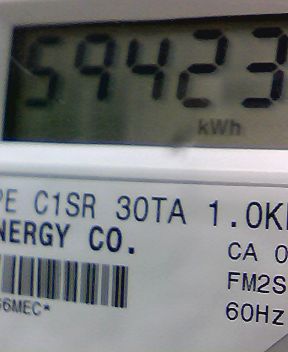 59423
kWh
PE C1SR 30TA 1.0K
NERGY CO.
CA 0
FM2S
60Hz
6MEC*